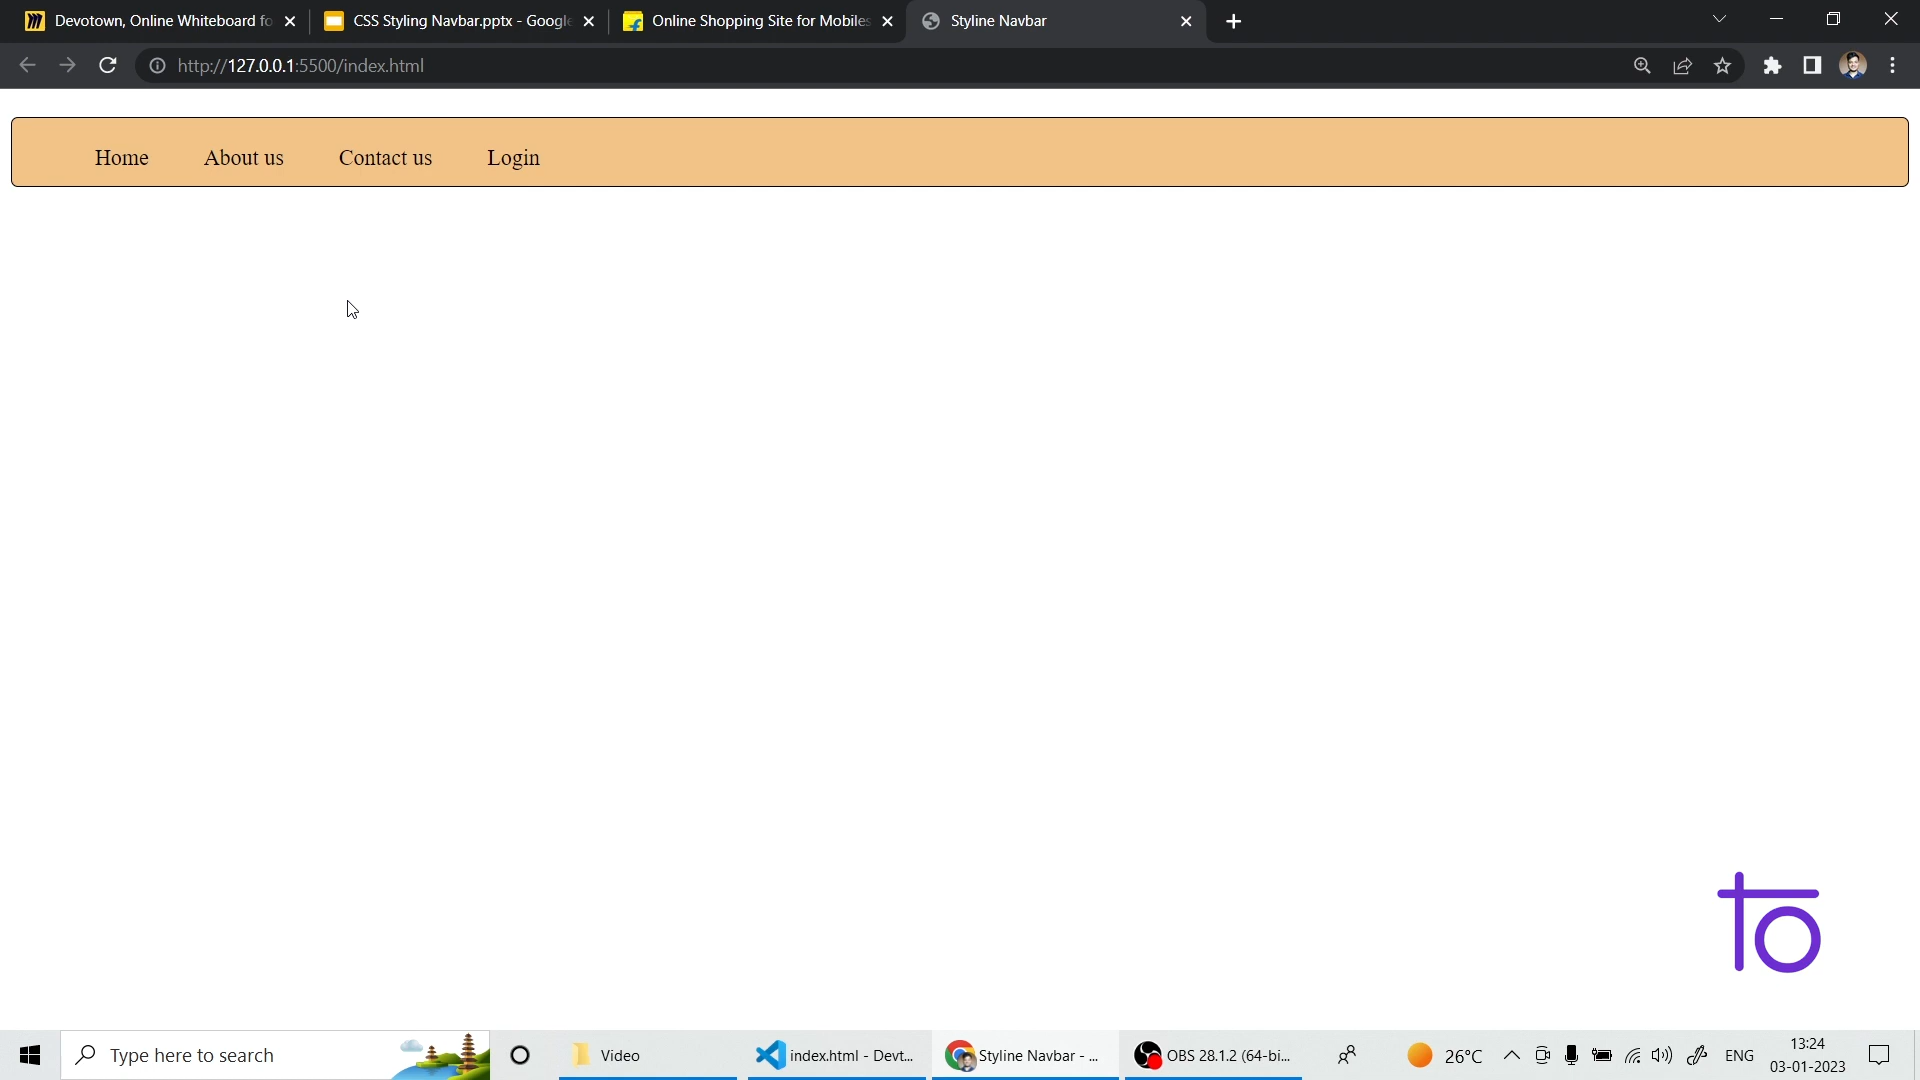 Devotown, Online Whiteboard fo
CSS Styling Navbar.pptx - Google
Online Shopping Site for Mobiles
Styline Navbar
http://127.0.0.1:5500/index.html
Home
About us
Contact us
Login
to
Type here to search
Video
index.html - Devt...
Styline Navbar - ...
OBS 28.1.2 (64-bi...
26°C
ENG
13:24
03-01-2023